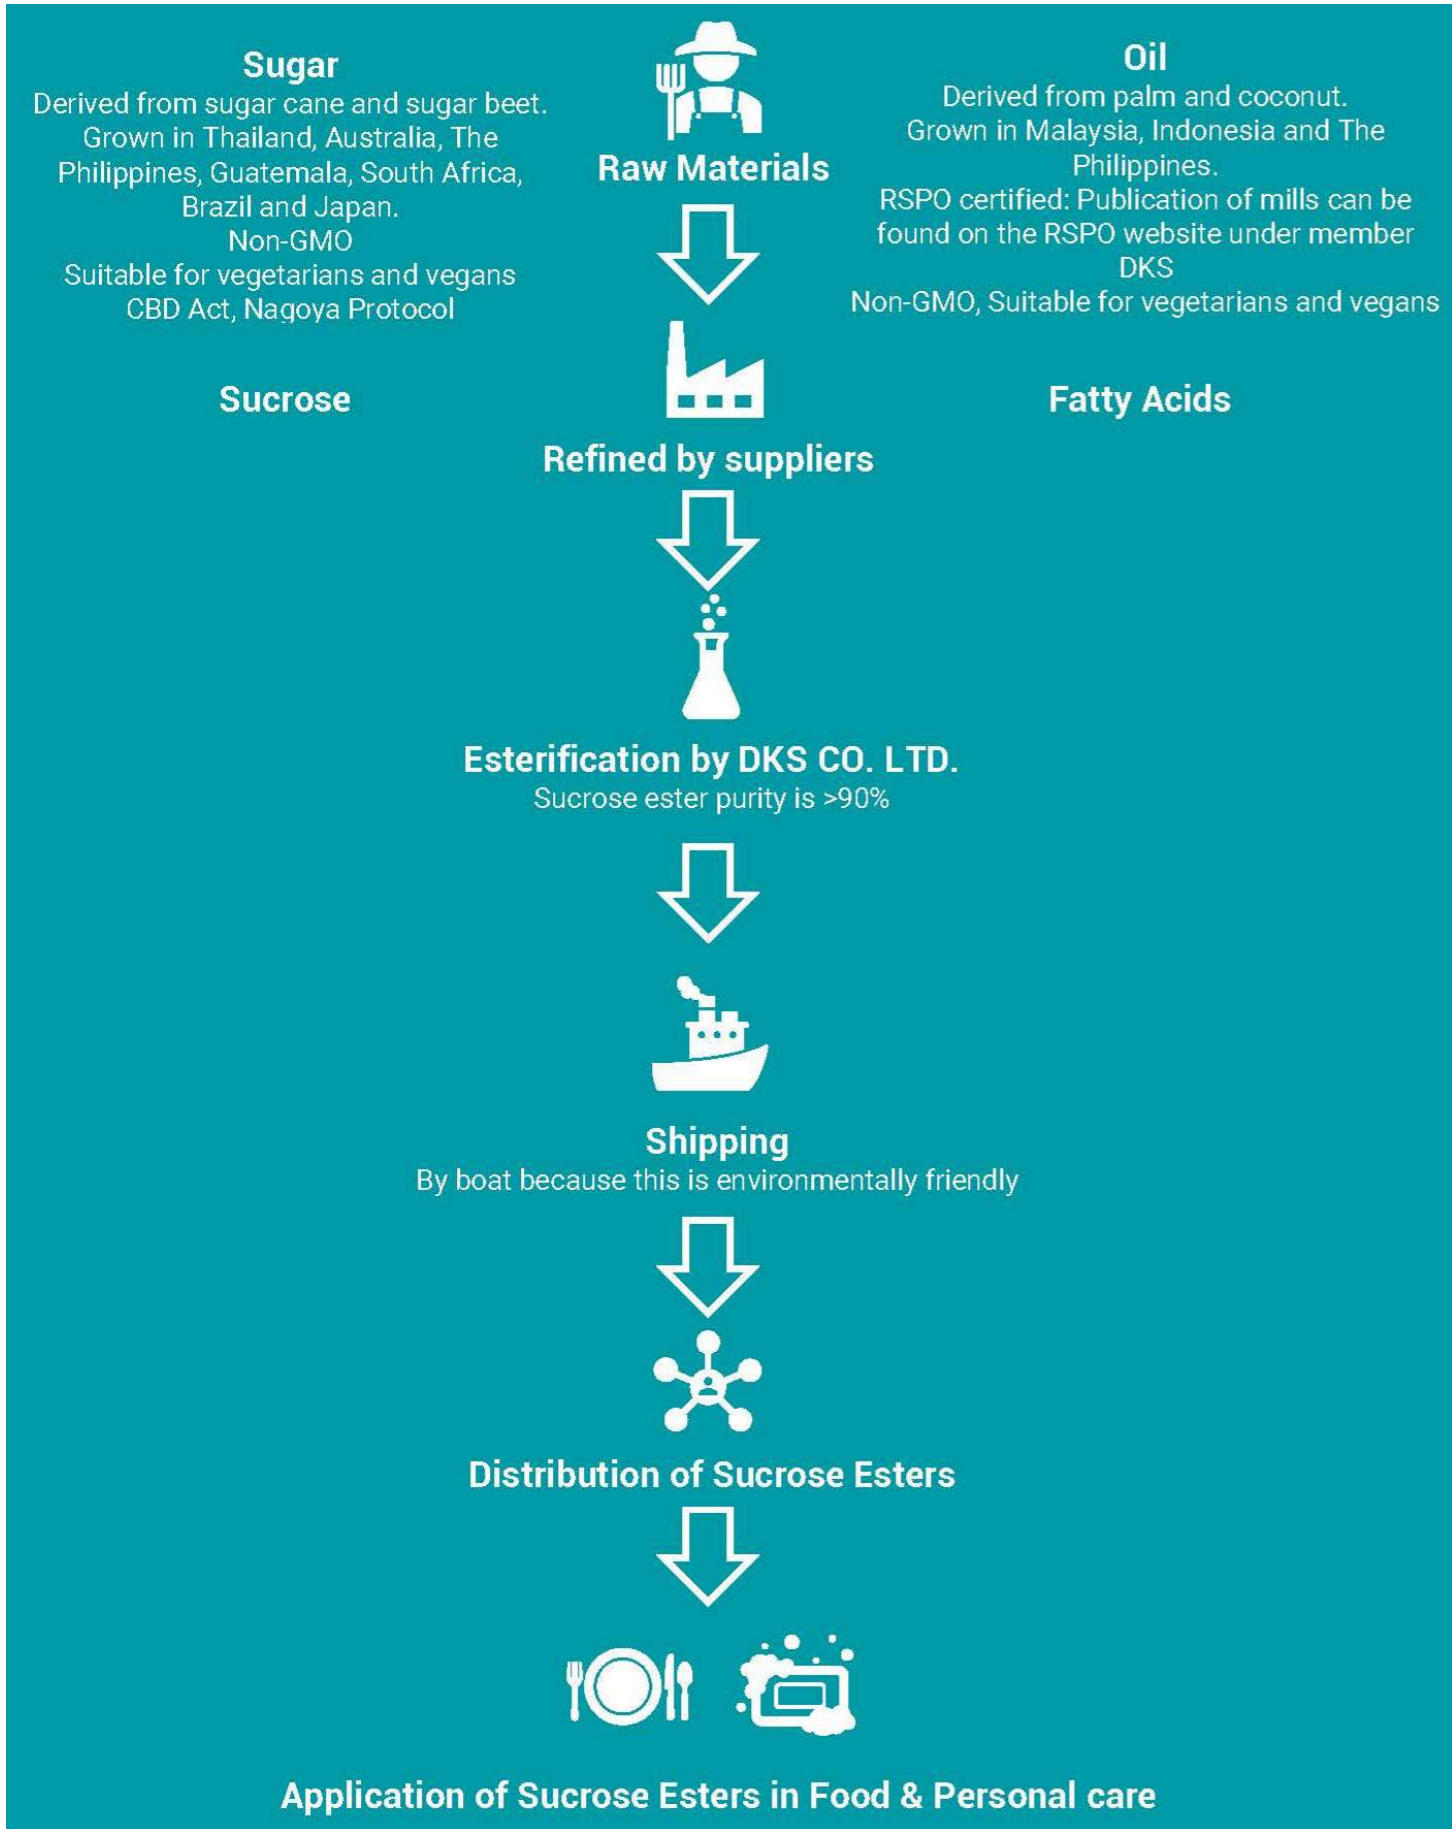 Sugar
Derived from sugar cane and sugar beet.
Grown in Thailand, Australia, The
Philippines, Guatemala, South Africa,
Brazil and Japan.
Non-GMO
Suitable for vegetarians and vegans
CBD Act, Nagoya Protocol
Raw Materials
Oil
Derived from palm and coconut.
Grown in Malaysia, Indonesia and The
Philippines.
RSPO certified: Publication of mills can be
found on the RSPO website under member
DKS
Non-GMO, Suitable for vegetarians and vegans
Sucrose
Fatty Acids
Refined by suppliers
Esterification by DKS CO. LTD.
Sucrose ester purity is >90%
Shipping
By boat because this is environmentally friendly
Distribution of Sucrose Esters
Application of Sucrose Esters in Food & Personal care